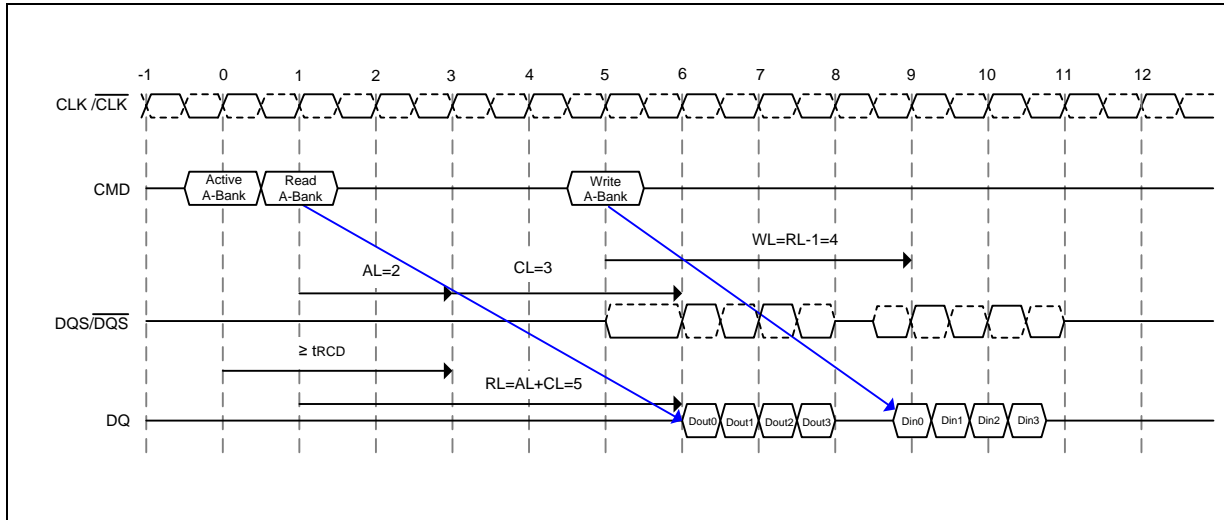 -1 0 1 2 3 4 5 6 7 8 9 10 11 12
CLK /CLK
CMD
Active
A-Bank
Read
A-Bank
Write
A-Bank
WL=RL-1=4
AL=2
CL=3
DQS/DQS
≥ tRCD
RL=AL+CL=5
DQ
Dout0 Dout1 Dout2 Dout3 Din0 Din1 Din2 Din3